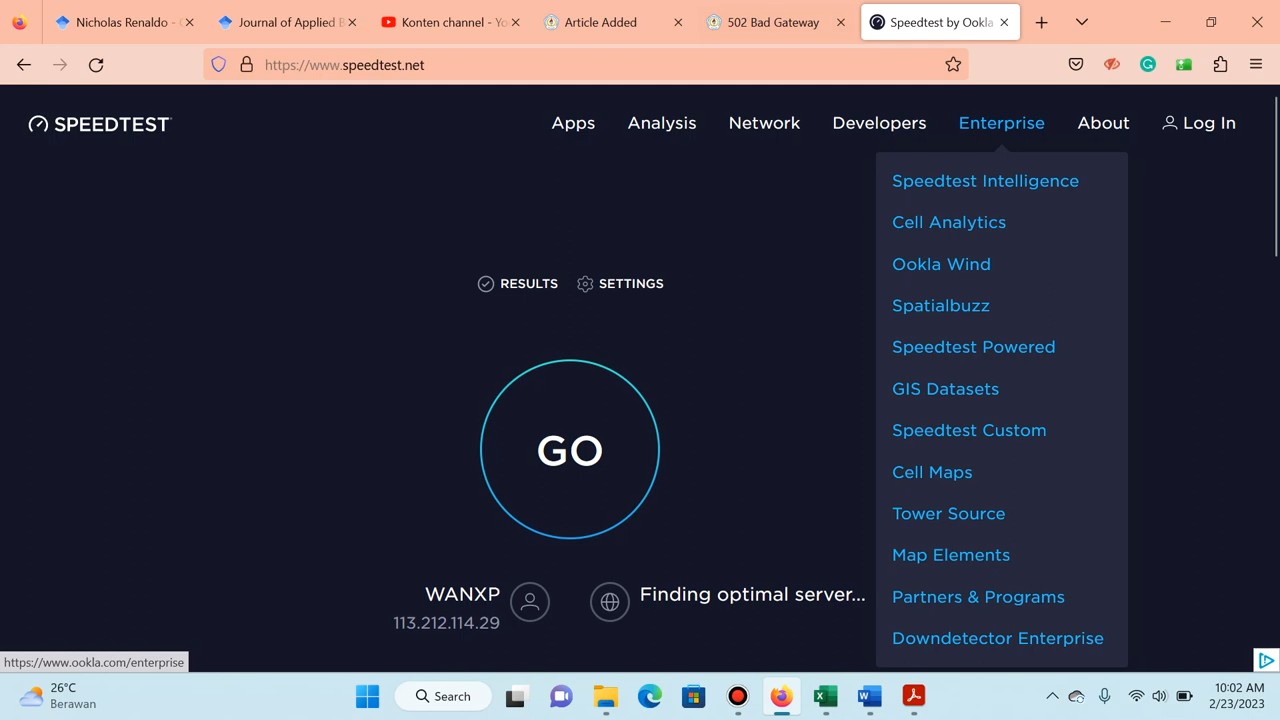 Nicholas Renaldo -
Journal of Applied B
Konten channel - Yo
Article Added
502 Bad Gateway
Speedtest by Ookla
https://www.speedtest.net
SPEEDTEST
Apps
Analysis
Network
Developers
Enterprise
About
Log In
Speedtest Intelligence
Cell Analytics
Ookla Wind
Spatialbuzz
Speedtest Powered
GIS Datasets
Speedtest Custom
Cell Maps
Tower Source
Map Elements
Partners & Programs
Downdetector Enterprise
RESULTS
SETTINGS
GO
WANXP
113.212.114.29
Finding optimal server...
https://www.ookla.com/enterprise
26°C
Berawan
Search
10:02 AM
2/23/2023